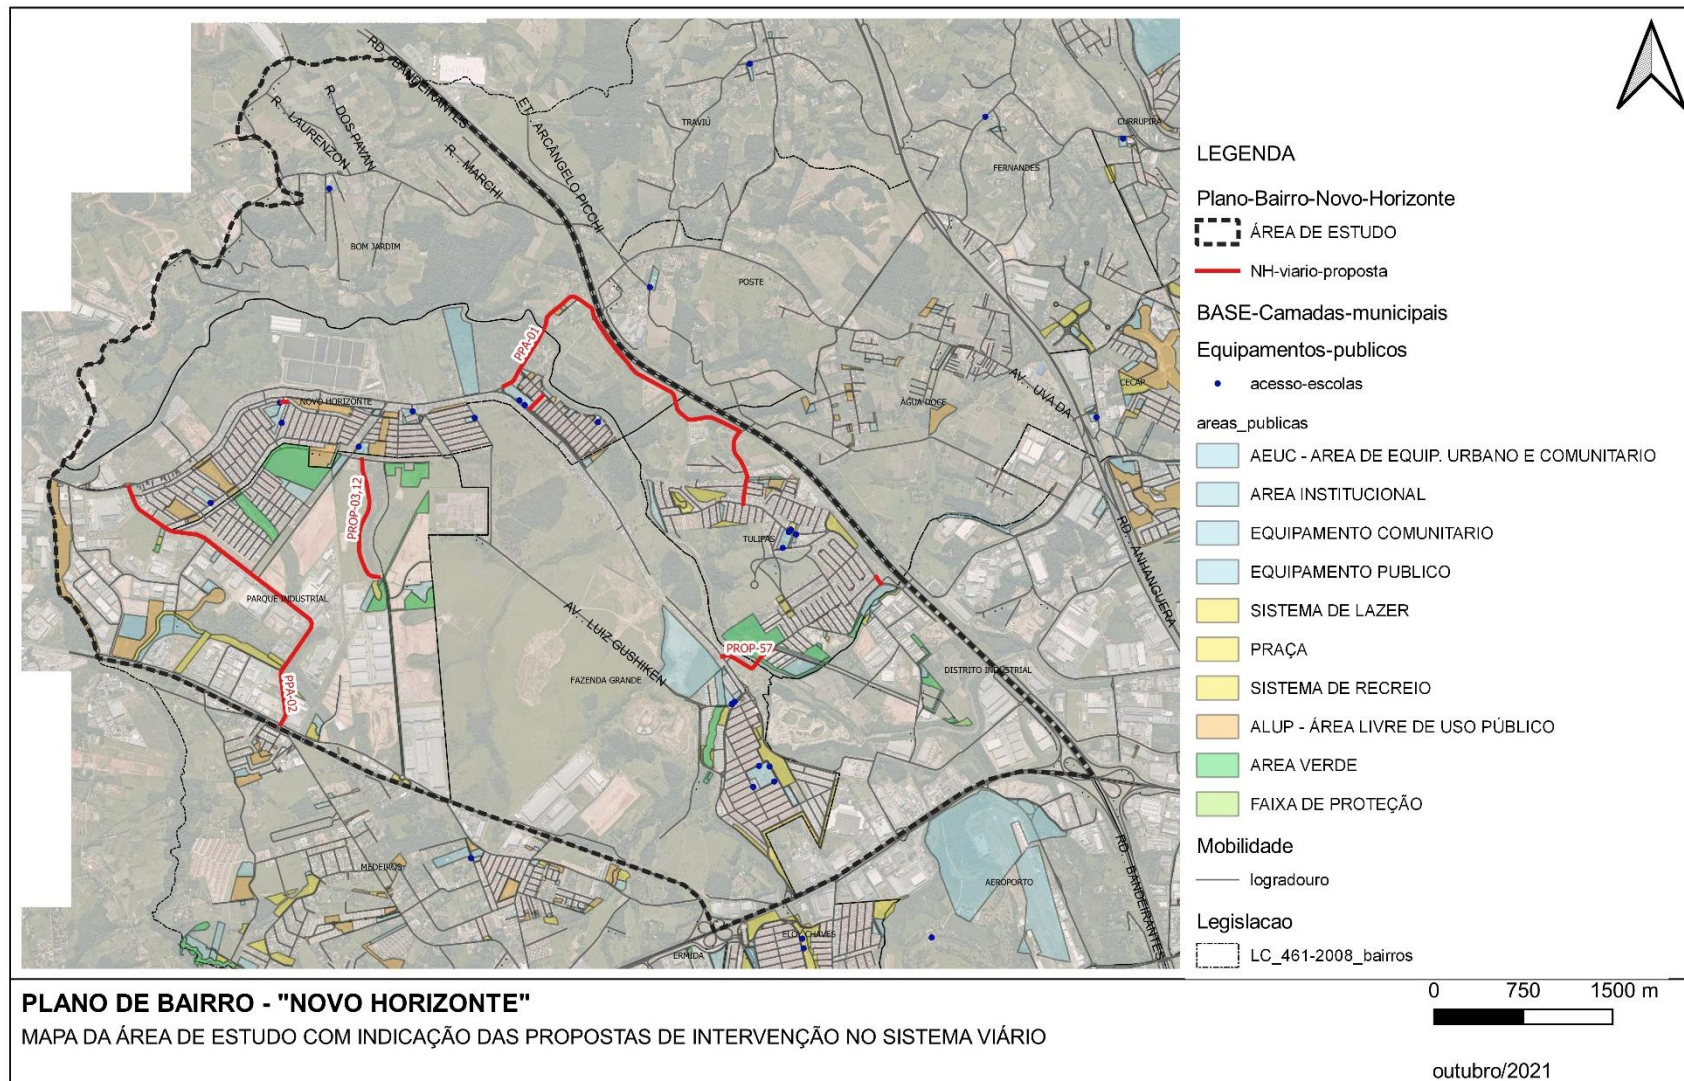 RD. BANDEIRANTES
R. DOS PAVAN
R. LAURENZON
R. MARCHI
ET. ARCÂNGELO PICCHI
TRAVIÚ
CURRUPIRA
FERNANDES
BOM JARDIM
POSTE
PPA-01
AV. UVA DA
CECAP
ÁGUA DOCE
NOVO HORIZONTE
PROP-03,12
TULIPAS
RD. ANHANGUERA
PARQUE INDUSTRIAL
AV. LUIZ GUSHIKEN
PROP-57
FAZENDA GRANDE
DISTRITO INDUSTRIAL
PPA-02
MEDEIROS
AEROPORTO
RD. BANDEIRANTES
ELOY CHAVES
ERMIDA
LEGENDA
Plano-Bairro-Novo-Horizonte
ÁREA DE ESTUDO
NH-viario-proposta
BASE-Camadas-municipais
Equipamentos-publicos
acesso-escolas
areas_publicas
AEUC - AREA DE EQUIP. URBANO E COMUNITARIO
AREA INSTITUCIONAL
EQUIPAMENTO COMUNITARIO
EQUIPAMENTO PUBLICO
SISTEMA DE LAZER
PRAÇA
SISTEMA DE RECREIO
ALUP - ÁREA LIVRE DE USO PÚBLICO
AREA VERDE
FAIXA DE PROTEÇÃO
Mobilidade
logradouro
Legislacao
LC_461-2008_bairros
PLANO DE BAIRRO - "NOVO HORIZONTE"
MAPA DA ÁREA DE ESTUDO COM INDICAÇÃO DAS PROPOSTAS DE INTERVENÇÃO NO SISTEMA VIÁRIO
0 750 1500 m
outubro/2021